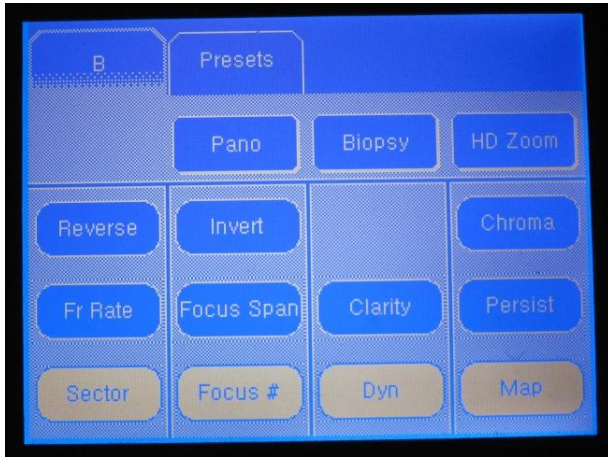 B
Presets
Pano
Biopsy
HD Zoom
Reverse
Invert
Chroma
Fr Rate
Focus Span
Clarity
Persist
Sector
Focus #
Dyn
Map